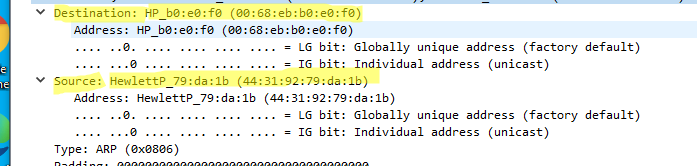 Destination: HP_b0:e0:f0 (00:68:eb:b0:e0:f0)
Address: HP_b0:e0:f0 (00:68:eb:b0:e0:f0)
.... ..0. .... .... .... .... = LG bit: Globally unique address (factory default)
.... ...0 .... .... .... .... = IG bit: Individual address (unicast)
Source: HewlettP_79:da:1b (44:31:92:79:da:1b)
Address: HewlettP_79:da:1b (44:31:92:79:da:1b)
.... ..0. .... .... .... .... = LG bit: Globally unique address (factory default)
.... ...0 .... .... .... .... = IG bit: Individual address (unicast)
Type: ARP (0x0806)